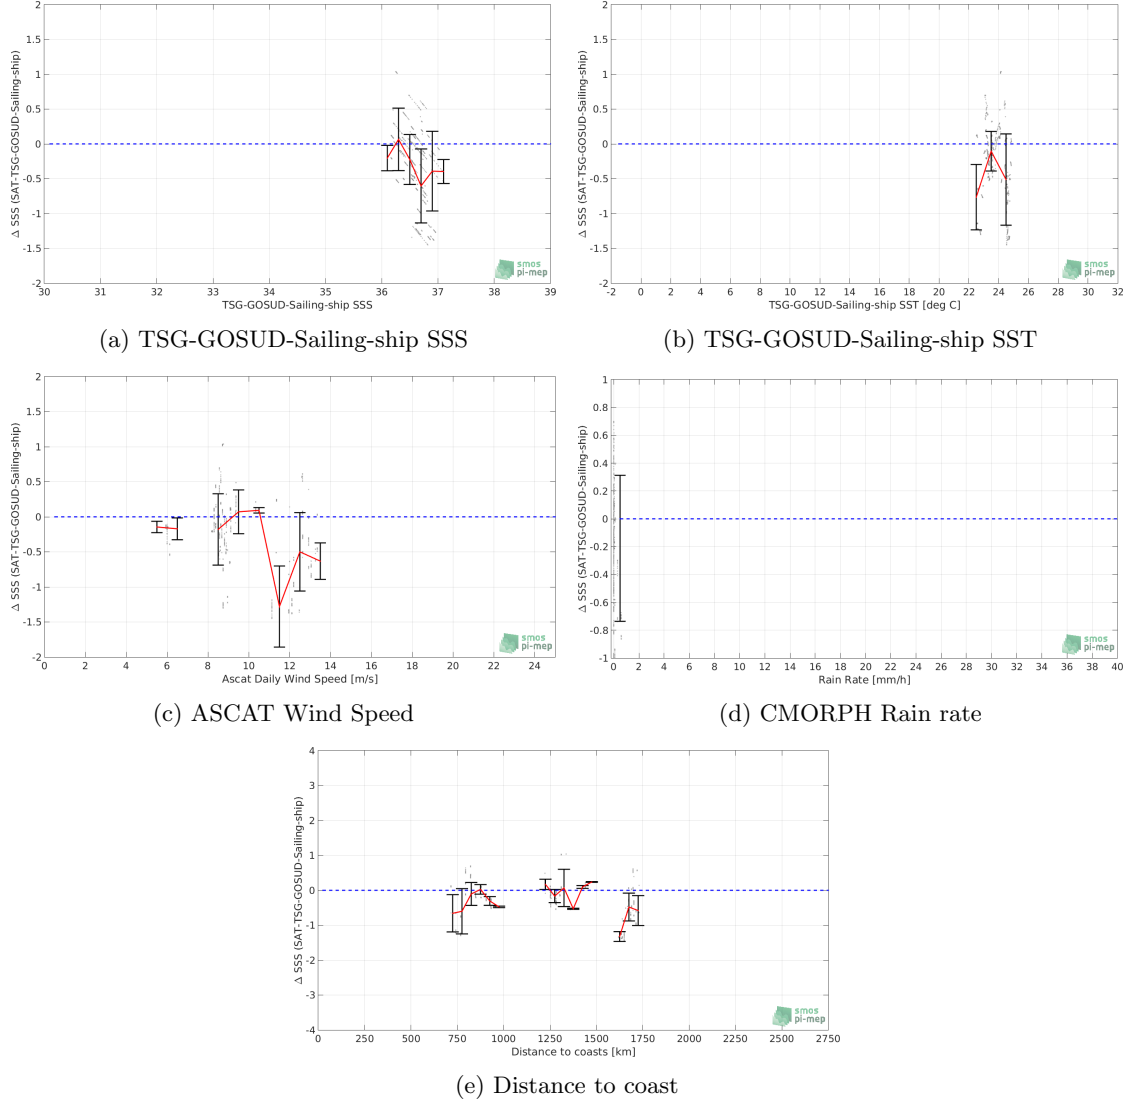 2
1.5
1
0.5
0
-0.5
-1
-1.5
-2
Δ SSS (SAT-TSG-GOSUD-Sailing-ship)
30 31 32 33 34 35 36 37 38 39
TSG-GOSUD-Sailing-ship SSS
smos
pi-mep
(a) TSG-GOSUD-Sailing-ship SSS
2
1.5
1
0.5
0
-0.5
-1
-1.5
-2
Δ SSS (SAT-TSG-GOSUD-Sailing-ship)
-2 0 2 4 6 8 10 12 14 16 18 20 22 24 26 28 30 32
TSG-GOSUD-Sailing-ship SST [deg C]
smos
pi-mep
(b) TSG-GOSUD-Sailing-ship SST
2
1.5
1
0.5
0
-0.5
-1
-1.5
-2
Δ SSS (SAT-TSG-GOSUD-Sailing-ship)
0 2 4 6 8 10 12 14 16 18 20 22 24
Ascat Daily Wind Speed [m/s]
smos
pi-mep
(c) ASCAT Wind Speed
1
0.8
0.6
0.4
0.2
0
-0.2
-0.4
-0.6
-0.8
-1
Δ SSS (SAT-TSG-GOSUD-Sailing-ship)
0 2 4 6 8 10 12 14 16 18 20 22 24 26 28 30 32 34 36 38 40
Rain Rate [mm/h]
smos
pi-mep
(d) CMORPH Rain rate
4
3
2
1
0
-1
-2
-3
-4
Δ SSS (SAT-TSG-GOSUD-Sailing-ship)
0 250 500 750 1000 1250 1500 1750 2000 2250 2500 2750
Distance to coasts [km]
smos
pi-mep
(e) Distance to coast